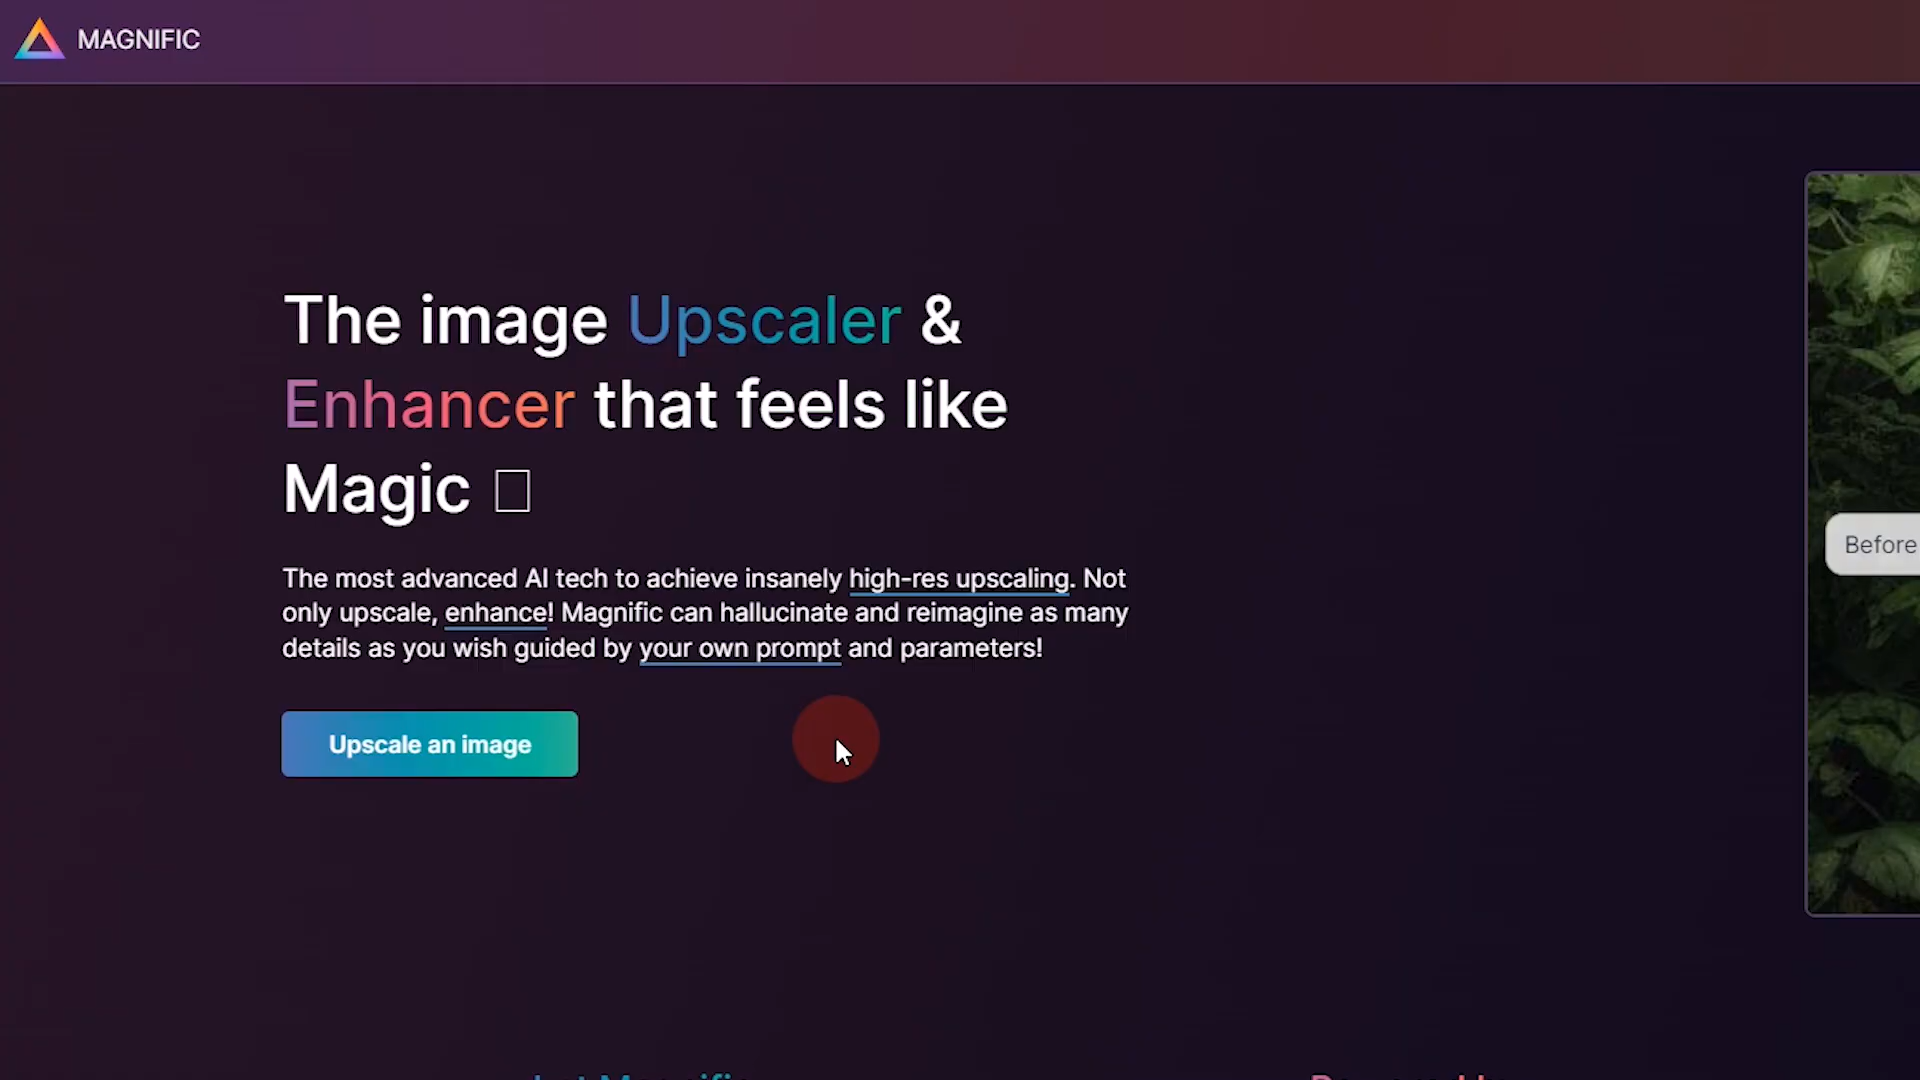 MAGNIFIC
The image Upscaler &
Enhancer that feels like
Magic
The most advanced AI tech to achieve insanely high-res upscaling. Not
only upscale, enhance! Magnific can hallucinate and reimagine as many
details as you wish guided by your own prompt and parameters!
Before
Upscale an image